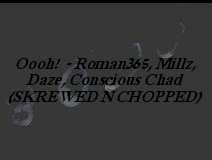 Oooh!  - Roman365, Millz,
Daze, Conscious Chad
(SKREWED N CHOPPED)